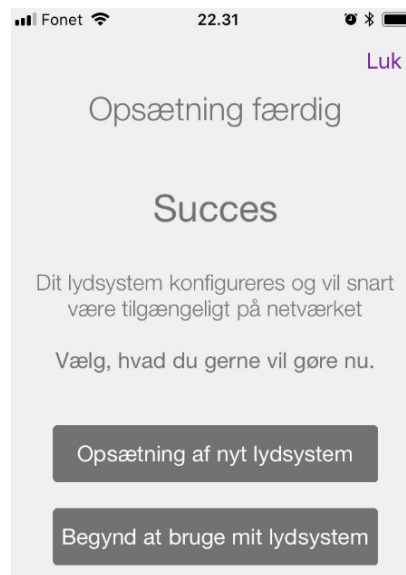 Fonet 22.31
Luk
Opsætning færdig
Succes
Dit lydsystem konfigureres og vil snart
være tilgængeligt på netværket
Vælg, hvad du gerne vil gøre nu.
Opsætning af nyt lydsystem
Begynd at bruge mit lydsystem